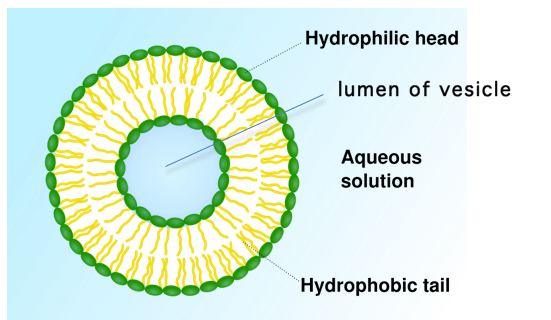 Hydrophilic head
lumen of vesicle
Aqueous
solution
Hydrophobic tail